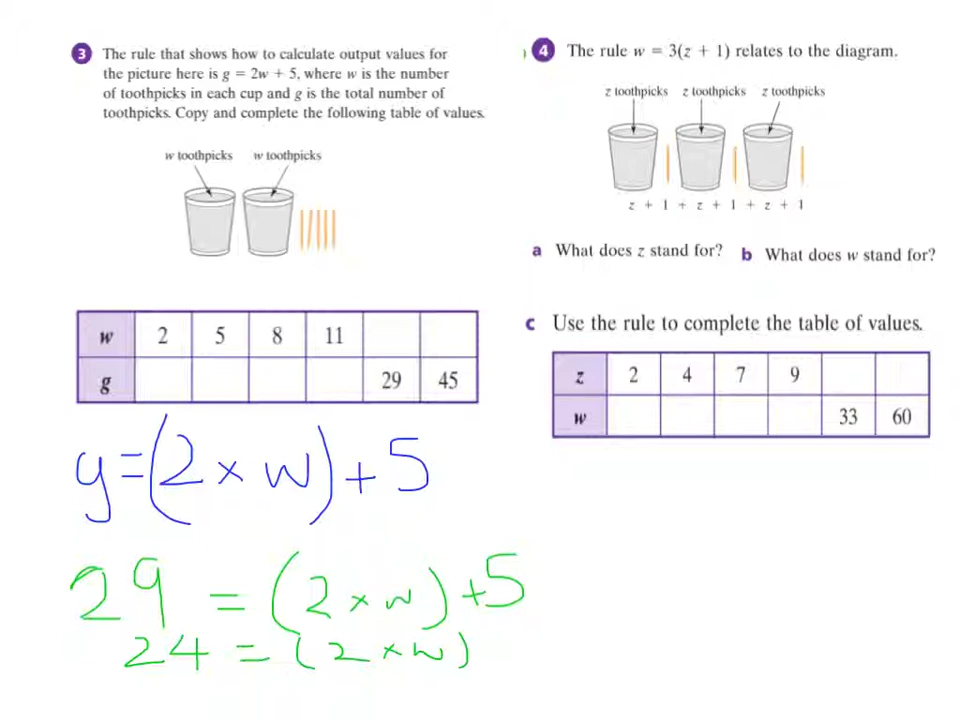 3 The rule that shows how to calculate output values for
the picture here is g = 2w + 5, where w is the number
of toothpicks in each cup and g is the total number of
toothpicks. Copy and complete the following table of values.
w toothpicks w toothpicks
w 2 5 8 11
g 29 45
y = (2 × w) + 5
29 = (2 × w) + 5
24 = (2 × w)
4 The rule w = 3(z + 1) relates to the diagram.
z toothpicks z toothpicks z toothpicks
z + 1 + z + 1 + z + 1
a What does z stand for? b What does w stand for?
c Use the rule to complete the table of values.
z 2 4 7 9
w 33 60